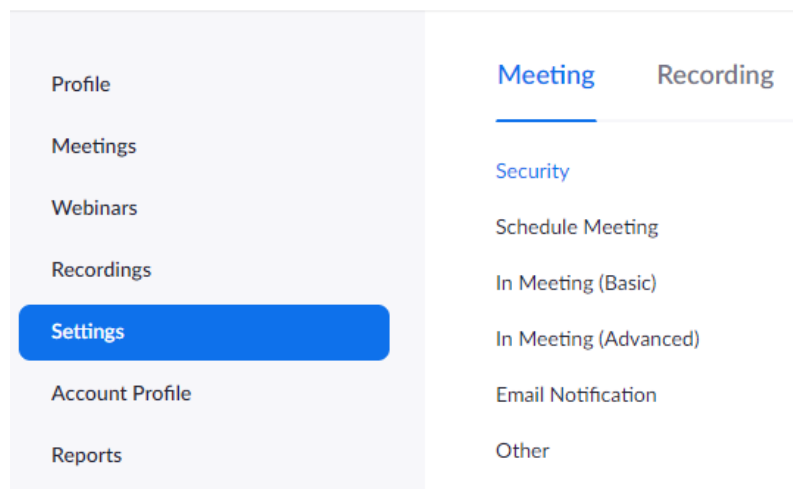 Profile
Meetings
Webinars
Recordings
Settings
Account Profile
Reports
Meeting Recording
Security
Schedule Meeting
In Meeting (Basic)
In Meeting (Advanced)
Email Notification
Other